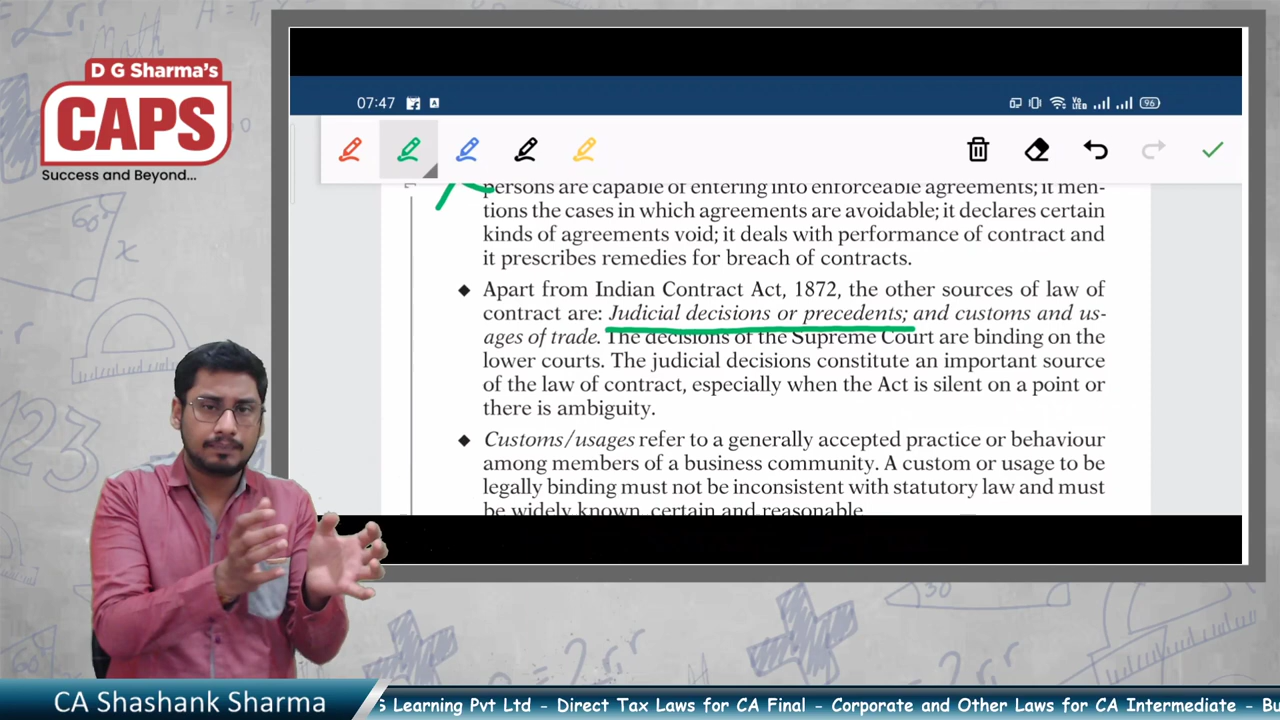 D G Sharma's
CAPS
Success and Beyond...
07:47
96
persons are capable of entering into enforceable agreements; it men-
tions the cases in which agreements are avoidable; it declares certain
kinds of agreements void; it deals with performance of contract and
it prescribes remedies for breach of contracts.
◆ Apart from Indian Contract Act, 1872, the other sources of law of
contract are: Judicial decisions or precedents; and customs and us-
ages of trade. The decisions of the Supreme Court are binding on the
lower courts. The judicial decisions constitute an important source
of the law of contract, especially when the Act is silent on a point or
there is ambiguity.
◆ Customs/usages refer to a generally accepted practice or behaviour
among members of a business community. A custom or usage to be
legally binding must not be inconsistent with statutory law and must
be widely known, certain and reasonable.
CA Shashank Sharma
S Learning Pvt Ltd - Direct Tax Laws for CA Final - Corporate and Other Laws for CA Intermediate - Bu